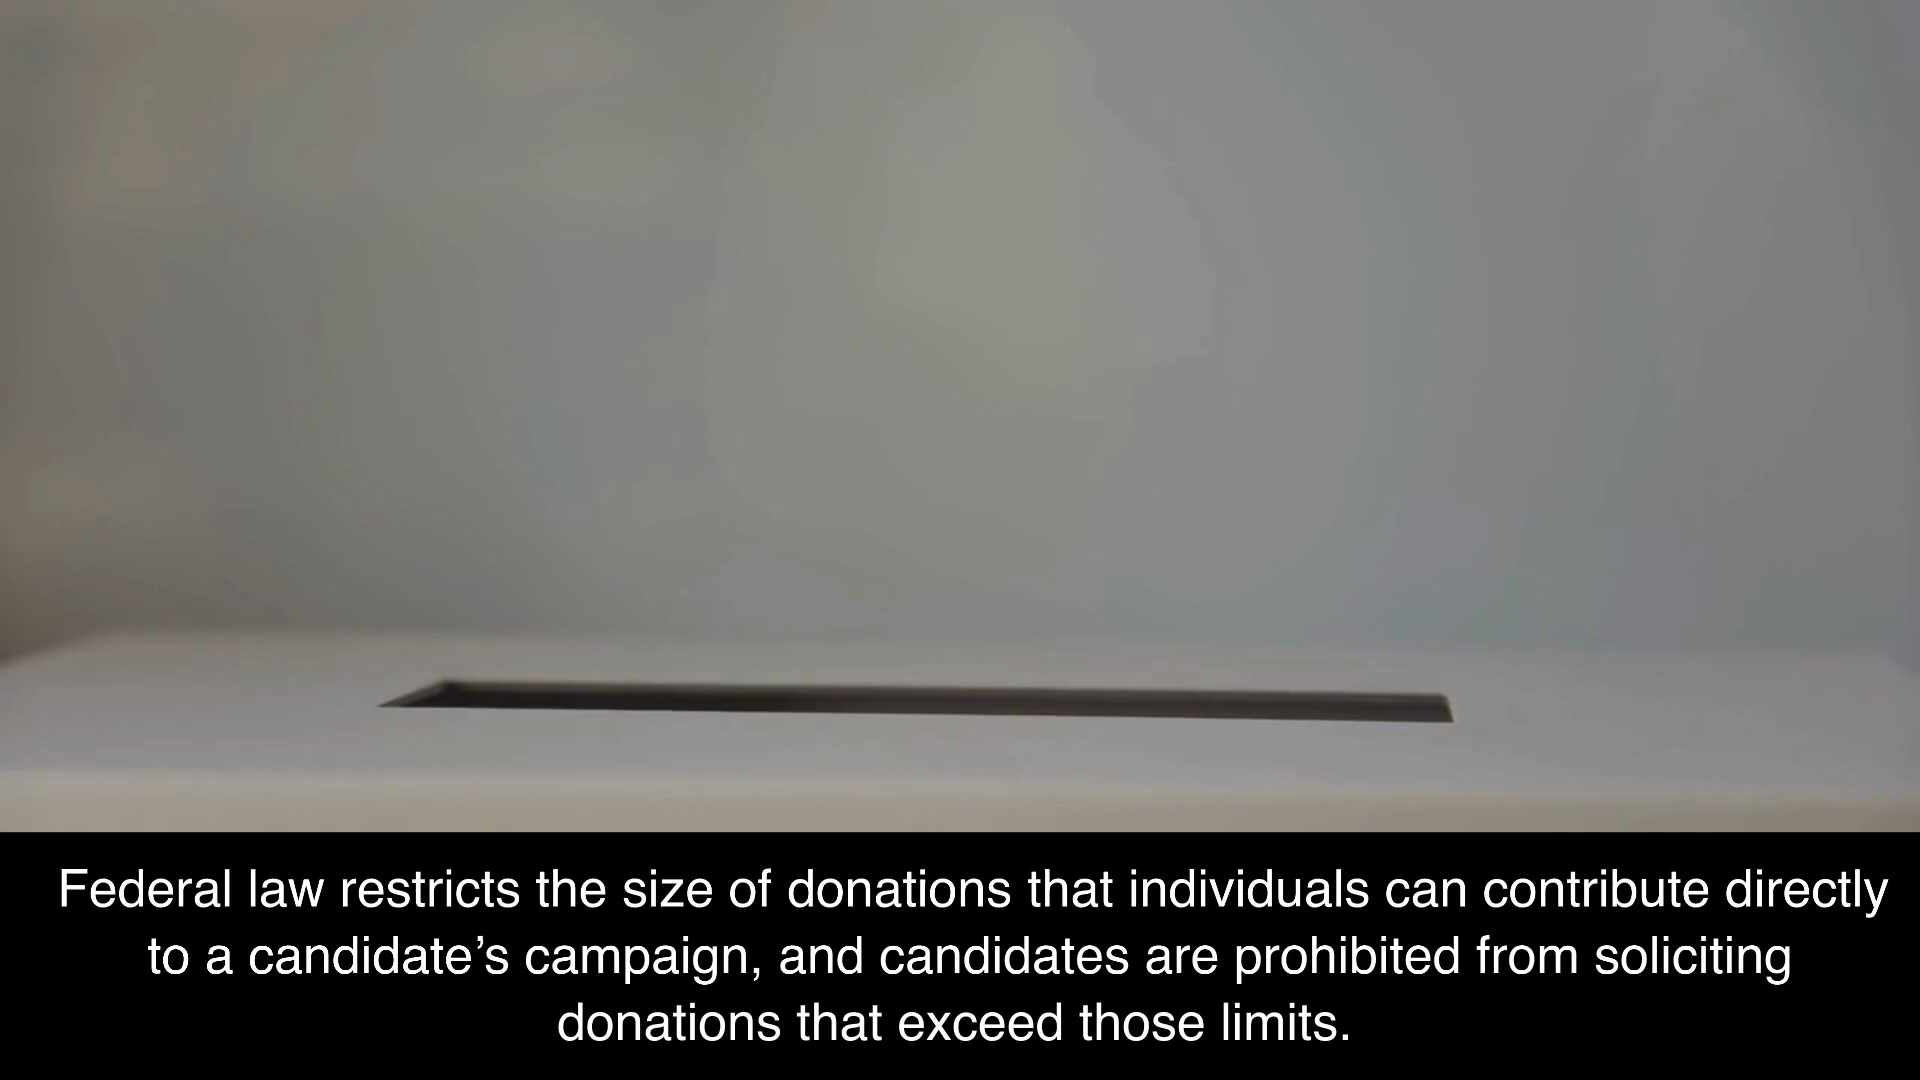 Federal law restricts the size of donations that individuals can contribute directly
to a candidate’s campaign, and candidates are prohibited from soliciting
donations that exceed those limits.